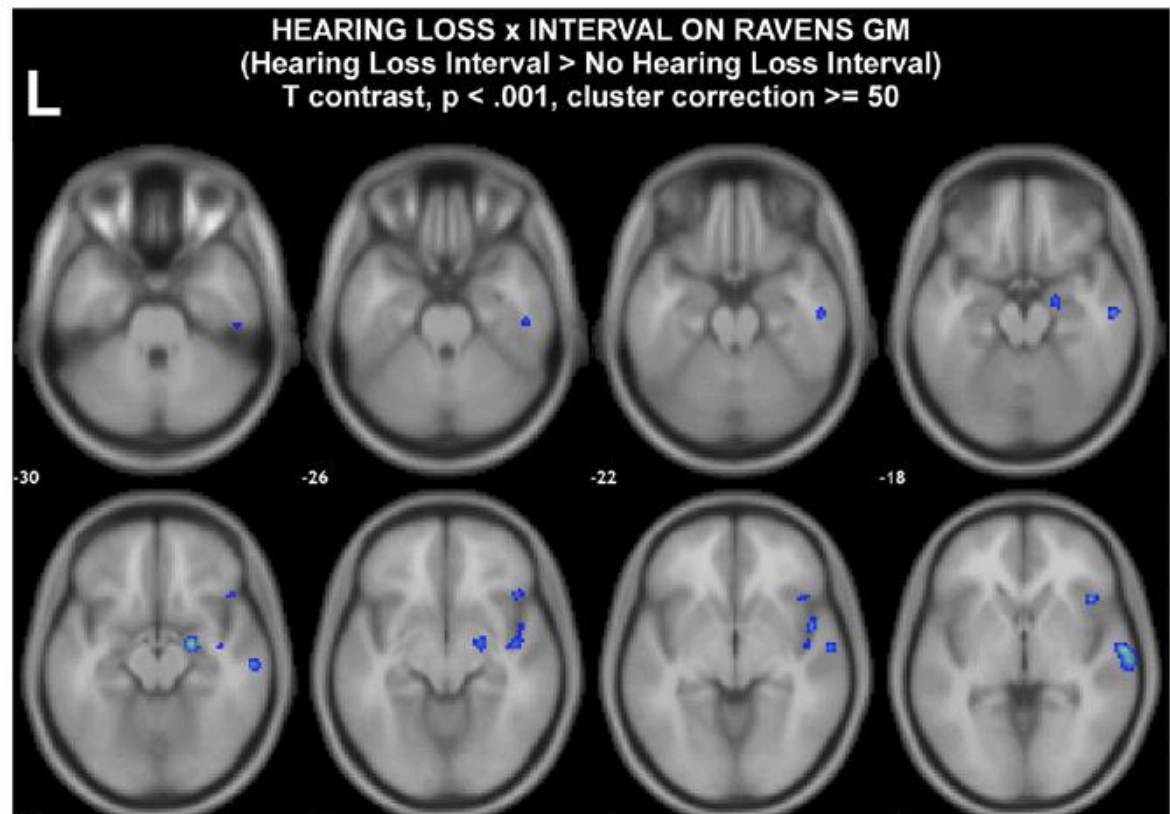 HEARING LOSS x INTERVAL ON RAVENS GM
(Hearing Loss Interval > No Hearing Loss Interval)
T contrast, p < .001, cluster correction >= 50
L
-30
-26
-22
-18